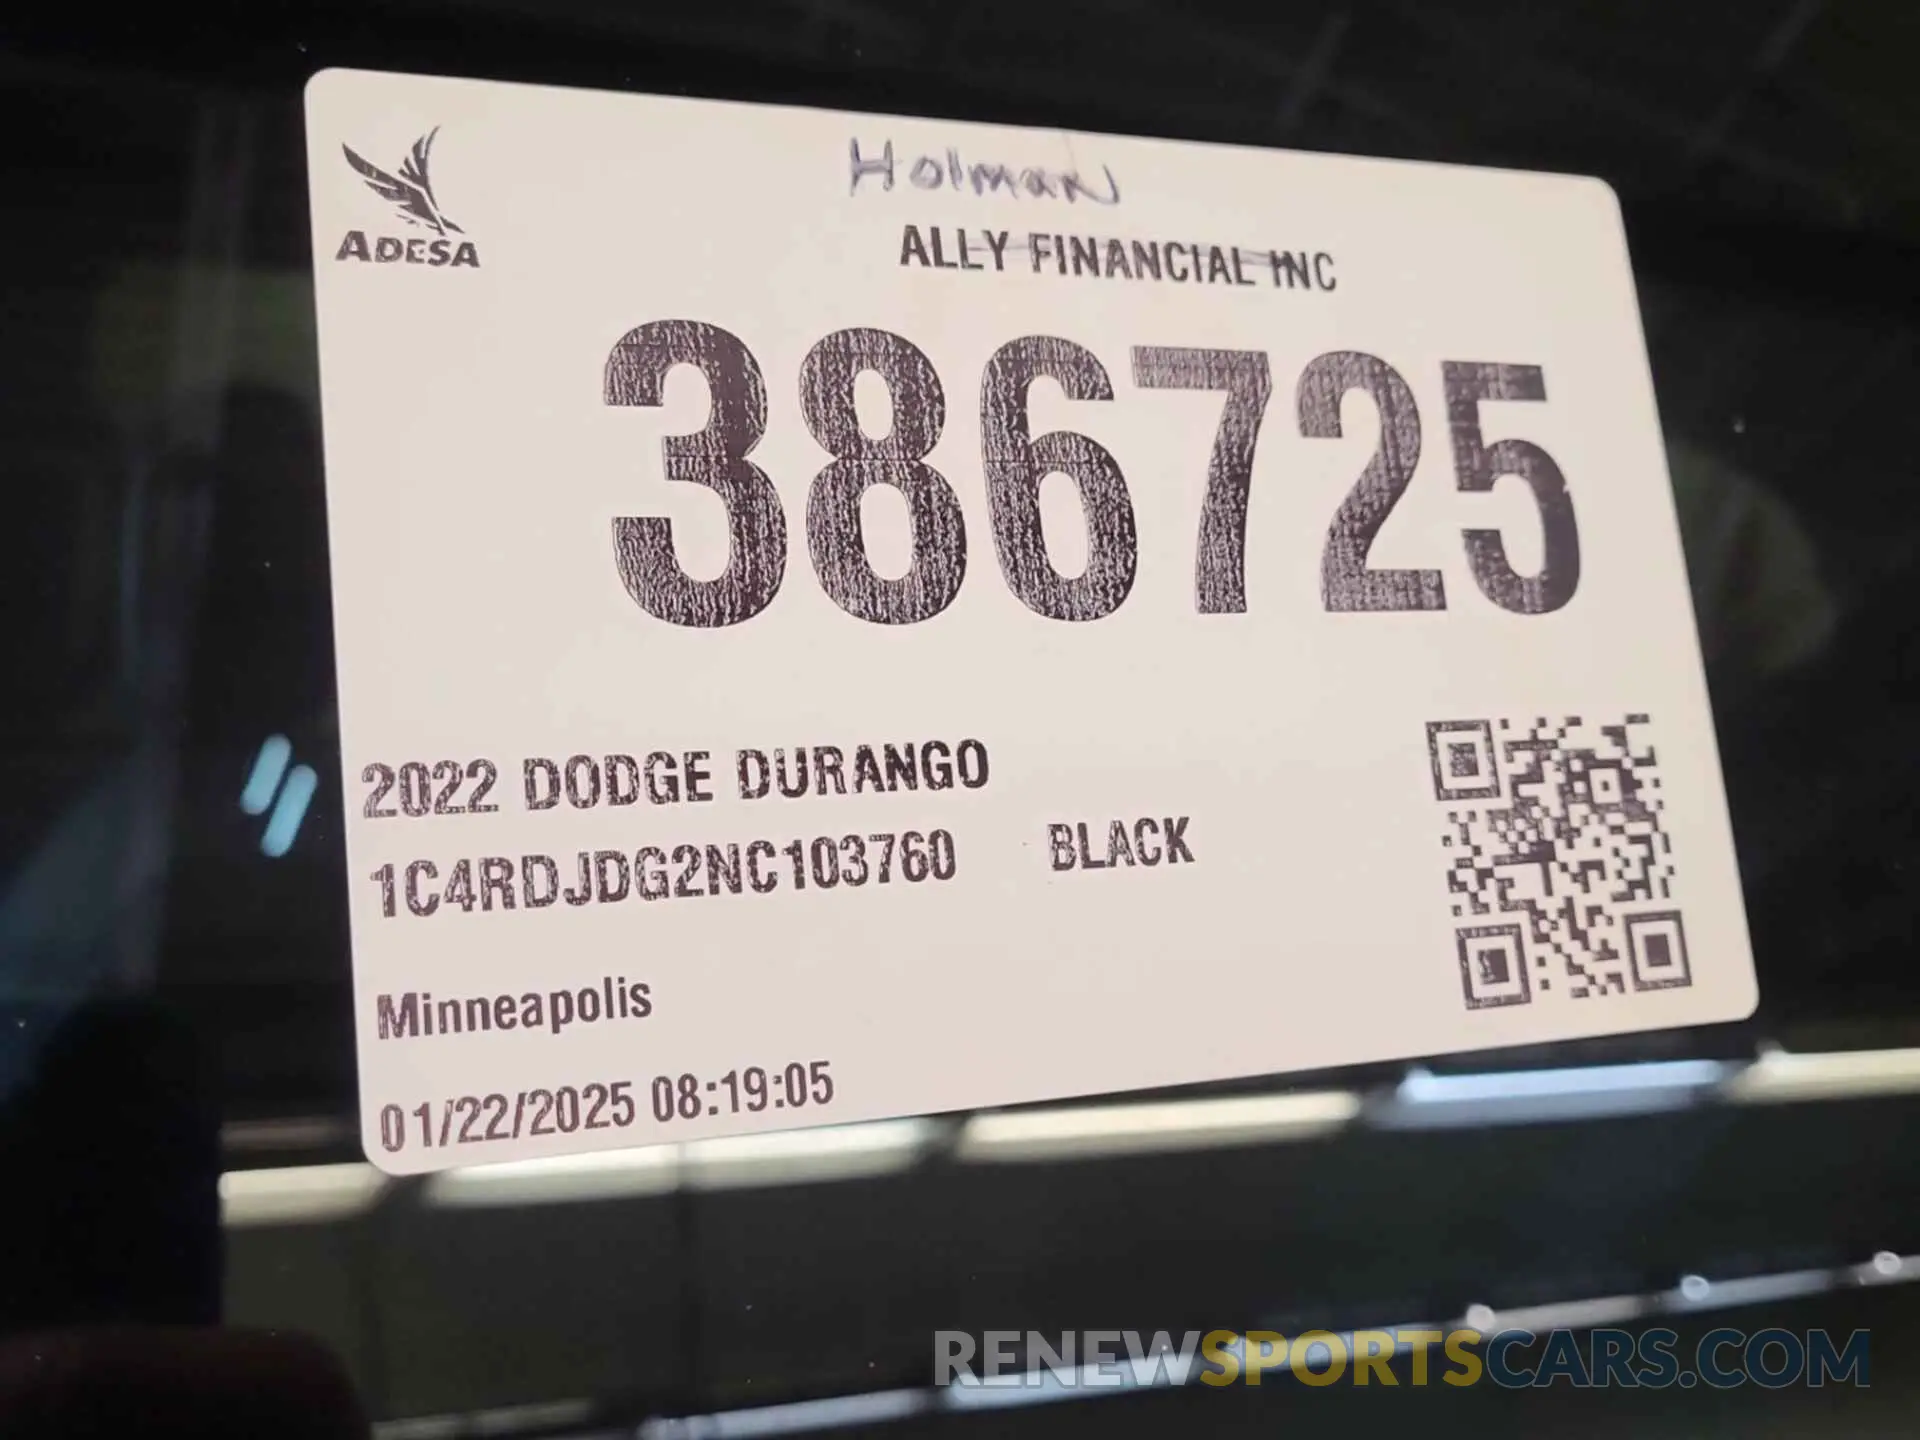 Holman
ADESA
ALLY FINANCIAL INC
386725
2022 DODGE DURANGO
1C4RDJDG2NC103760 BLACK
Minneapolis
01/22/2025 08:19:05
RENEWSPORTSCARS.COM